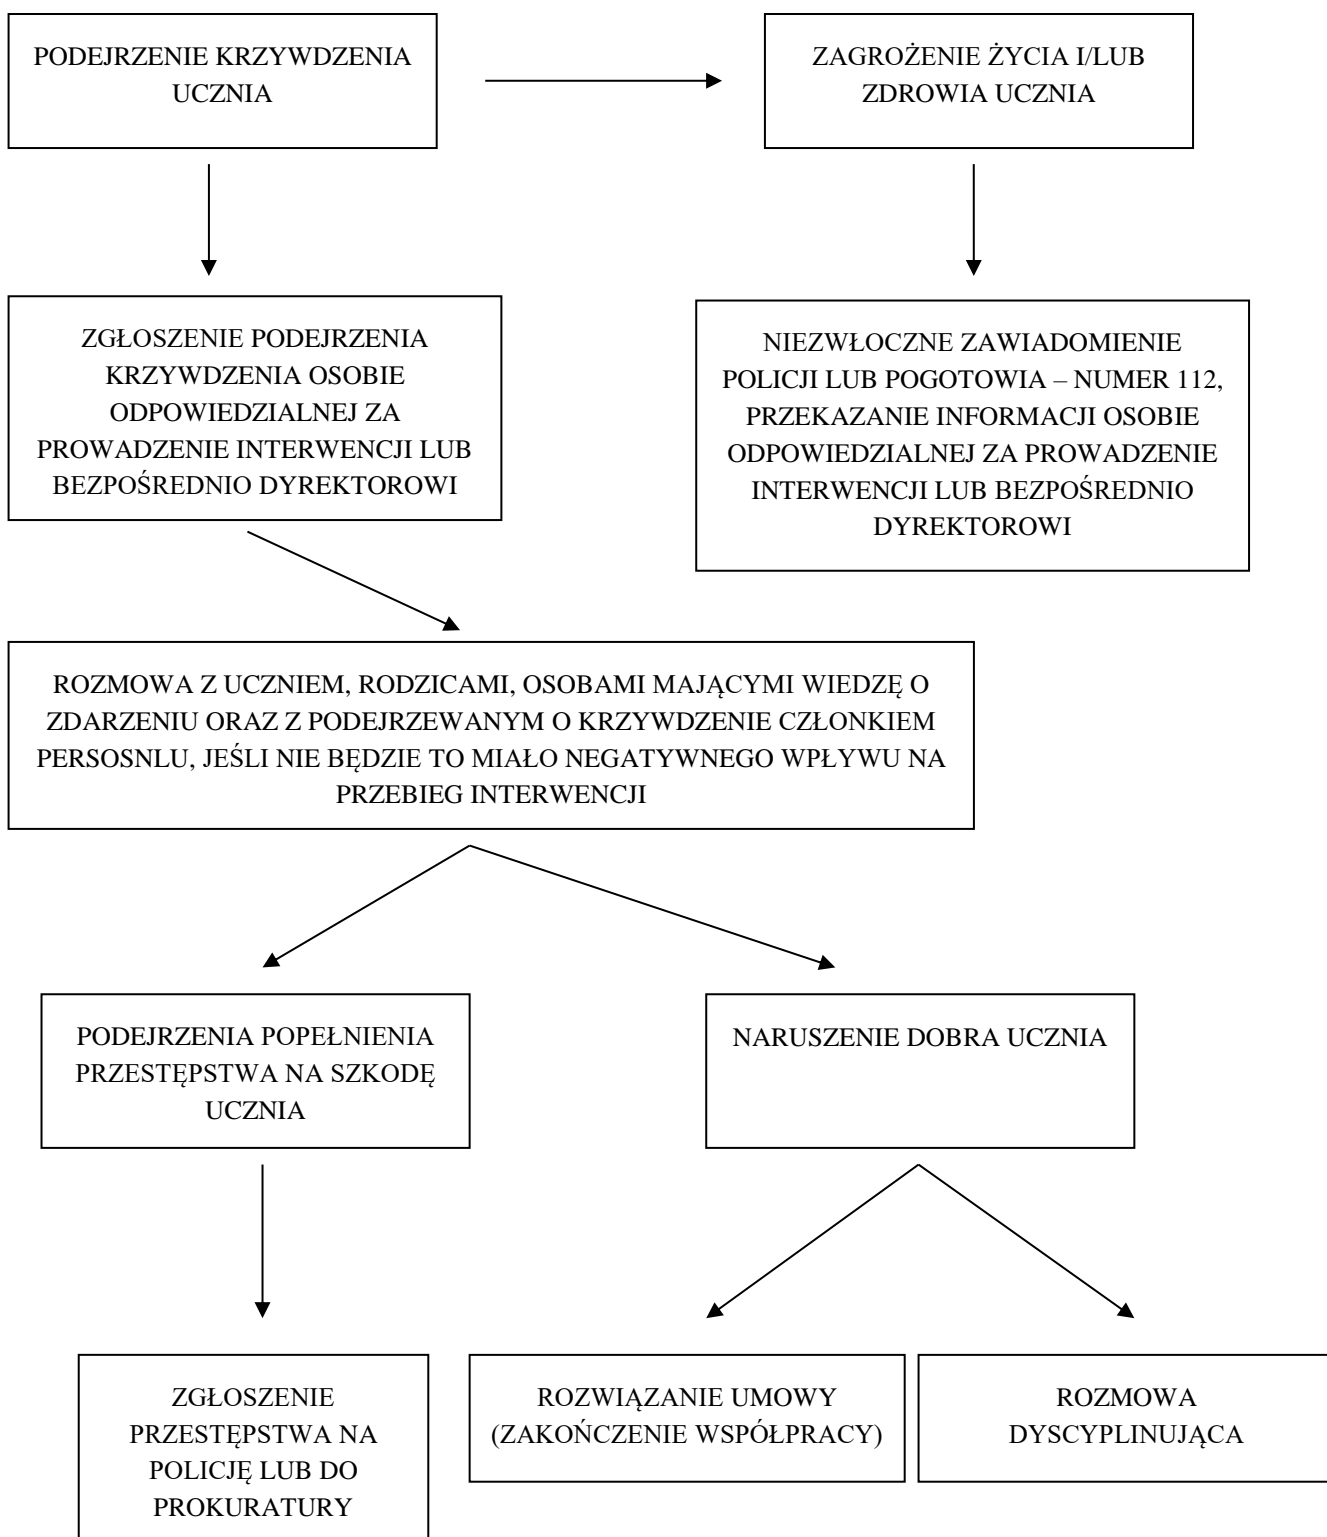 PODEJRZENIE KRZYWDZENIA
UCZNIA
ZAGROŻENIE ŻYCIA I/LUB
ZDROWIA UCZNIA
ZGŁOSZENIE PODEJRZENIA
KRZYWDZENIA OSOBIE
ODPOWIEDZIALNEJ ZA
PROWADZENIE INTERWENCJI LUB
BEZPOŚREDNIO DYREKTOROWI
NIEZWŁOCZNE ZAWIADOMIENIE
POLICJI LUB POGOTOWIA – NUMER 112,
PRZEKAZANIE INFORMACJI OSOBIE
ODPOWIEDZIALNEJ ZA PROWADZENIE
INTERWENCJI LUB BEZPOŚREDNIO
DYREKTOROWI
ROZMOWA Z UCZNIEM, RODZICAMI, OSOBAMI MAJĄCYMI WIEDZĘ O
ZDARZENIU ORAZ Z PODEJRZEWANYM O KRZYWDZENIE CZŁONKIEM
PERSOSNLU, JEŚLI NIE BĘDZIE TO MIAŁO NEGATYWNEGO WPŁYWU NA
PRZEBIEG INTERWENCJI
PODEJRZENIA POPEŁNIENIA
PRZESTĘPSTWA NA SZKODĘ
UCZNIA
NARUSZENIE DOBRA UCZNIA
ZGŁOSZENIE
PRZESTĘPSTWA NA
POLICJĘ LUB DO
PROKURATURY
ROZWIĄZANIE UMOWY
(ZAKOŃCZENIE WSPÓŁPRACY)
ROZMOWA
DYSCYPLINUJĄCA